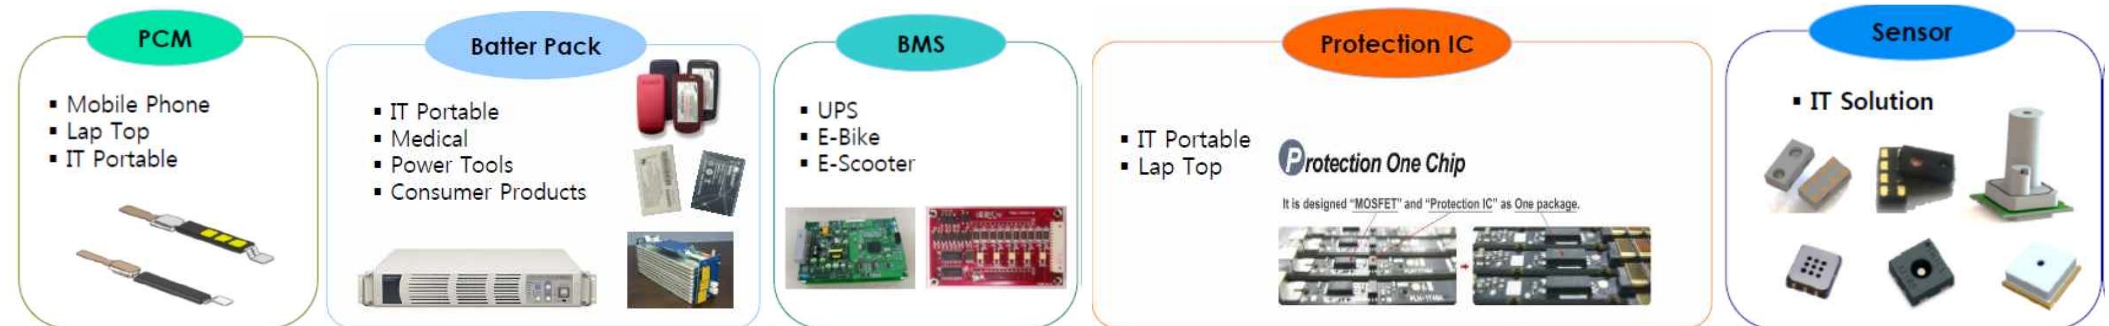 PCM
▪ Mobile Phone
▪ Lap Top
▪ IT Portable
Batter Pack
▪ IT Portable
▪ Medical
▪ Power Tools
▪ Consumer Products
BMS
▪ UPS
▪ E-Bike
▪ E-Scooter
Protection IC
▪ IT Portable
▪ Lap Top
Protection One Chip
It is designed “MOSFET” and “Protection IC” as One package.
Sensor
▪ IT Solution